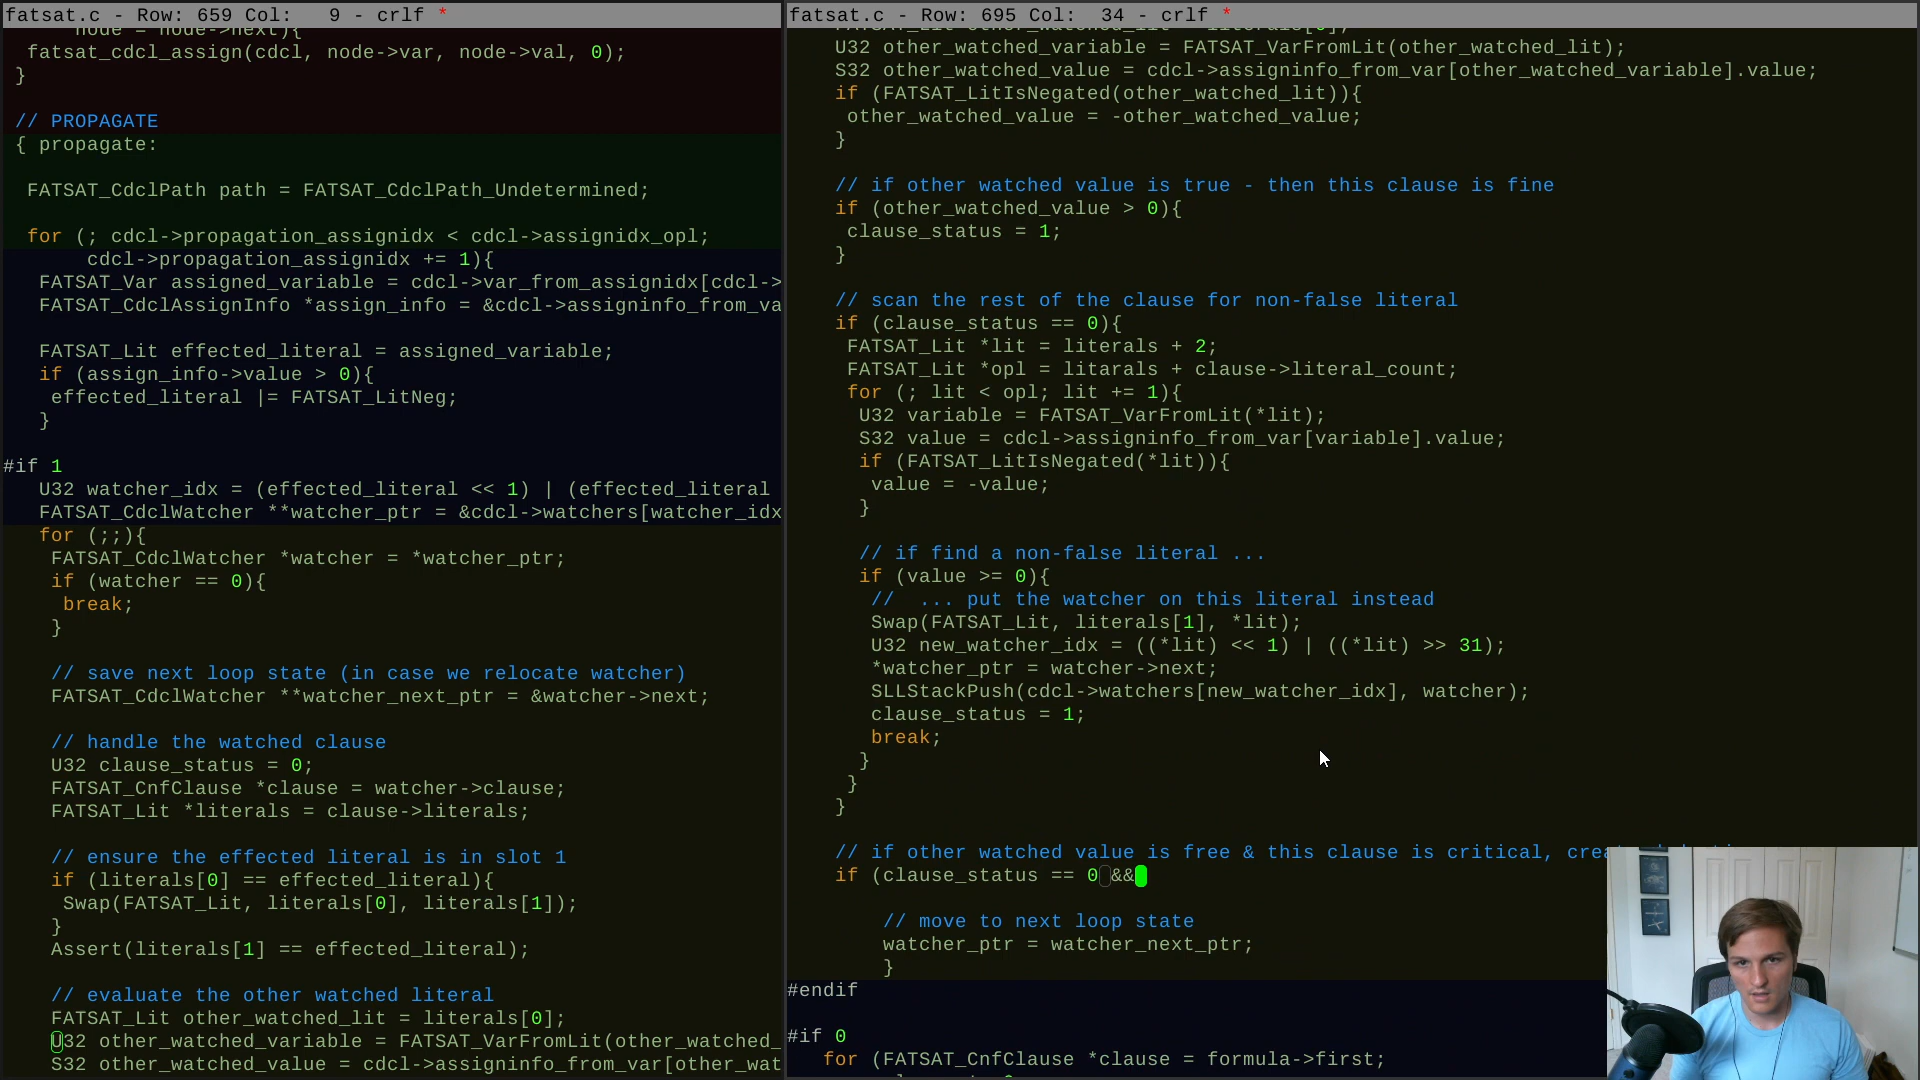 fatsat.c - Row: 659 Col:   9 - crlf *
node = node->next){
fatsat_cdcl_assign(cdcl, node->var, node->val, 0);
}
// PROPAGATE
{ propagate:
FATSAT_CdclPath path = FATSAT_CdclPath_Undetermined;
for (; cdcl->propagation_assignidx < cdcl->assignidx_opl;
cdcl->propagation_assignidx += 1){
FATSAT_Var assigned_variable = cdcl->var_from_assignidx[cdcl->
FATSAT_CdclAssignInfo *assign_info = &cdcl->assigninfo_from_va
FATSAT_Lit effected_literal = assigned_variable;
if (assign_info->value > 0){
effected_literal |= FATSAT_LitNeg;
}
#if 1
U32 watcher_idx = (effected_literal << 1) | (effected_literal
FATSAT_CdclWatcher **watcher_ptr = &cdcl->watchers[watcher_idx
for (;;){
FATSAT_CdclWatcher *watcher = *watcher_ptr;
if (watcher == 0){
break;
}
// save next loop state (in case we relocate watcher)
FATSAT_CdclWatcher **watcher_next_ptr = &watcher->next;
// handle the watched clause
U32 clause_status = 0;
FATSAT_CnfClause *clause = watcher->clause;
FATSAT_Lit *literals = clause->literals;
// ensure the effected literal is in slot 1
if (literals[0] == effected_literal){
Swap(FATSAT_Lit, literals[0], literals[1]);
}
Assert(literals[1] == effected_literal);
// evaluate the other watched literal
FATSAT_Lit other_watched_lit = literals[0];
U32 other_watched_variable = FATSAT_VarFromLit(other_watched_
S32 other_watched_value = cdcl->assigninfo_from_var[other_wat
fatsat.c - Row: 695 Col:  34 - crlf *
U32 other_watched_variable = FATSAT_VarFromLit(other_watched_lit);
S32 other_watched_value = cdcl->assigninfo_from_var[other_watched_variable].value;
if (FATSAT_LitIsNegated(other_watched_lit)){
other_watched_value = -other_watched_value;
}
// if other watched value is true - then this clause is fine
if (other_watched_value > 0){
clause_status = 1;
}
// scan the rest of the clause for non-false literal
if (clause_status == 0){
FATSAT_Lit *lit = literals + 2;
FATSAT_Lit *opl = litarals + clause->literal_count;
for (; lit < opl; lit += 1){
U32 variable = FATSAT_VarFromLit(*lit);
S32 value = cdcl->assigninfo_from_var[variable].value;
if (FATSAT_LitIsNegated(*lit)){
value = -value;
}
// if find a non-false literal ...
if (value >= 0){
//  ... put the watcher on this literal instead
Swap(FATSAT_Lit, literals[1], *lit);
U32 new_watcher_idx = ((*lit) << 1) | ((*lit) >> 31);
*watcher_ptr = watcher->next;
SLLStackPush(cdcl->watchers[new_watcher_idx], watcher);
clause_status = 1;
break;
}
}
}
// if other watched value is free & this clause is critical,
if (clause_status == 0 &&
// move to next loop state
watcher_ptr = watcher_next_ptr;
}
#endif
#if 0
for (FATSAT_CnfClause *clause = formula->first;